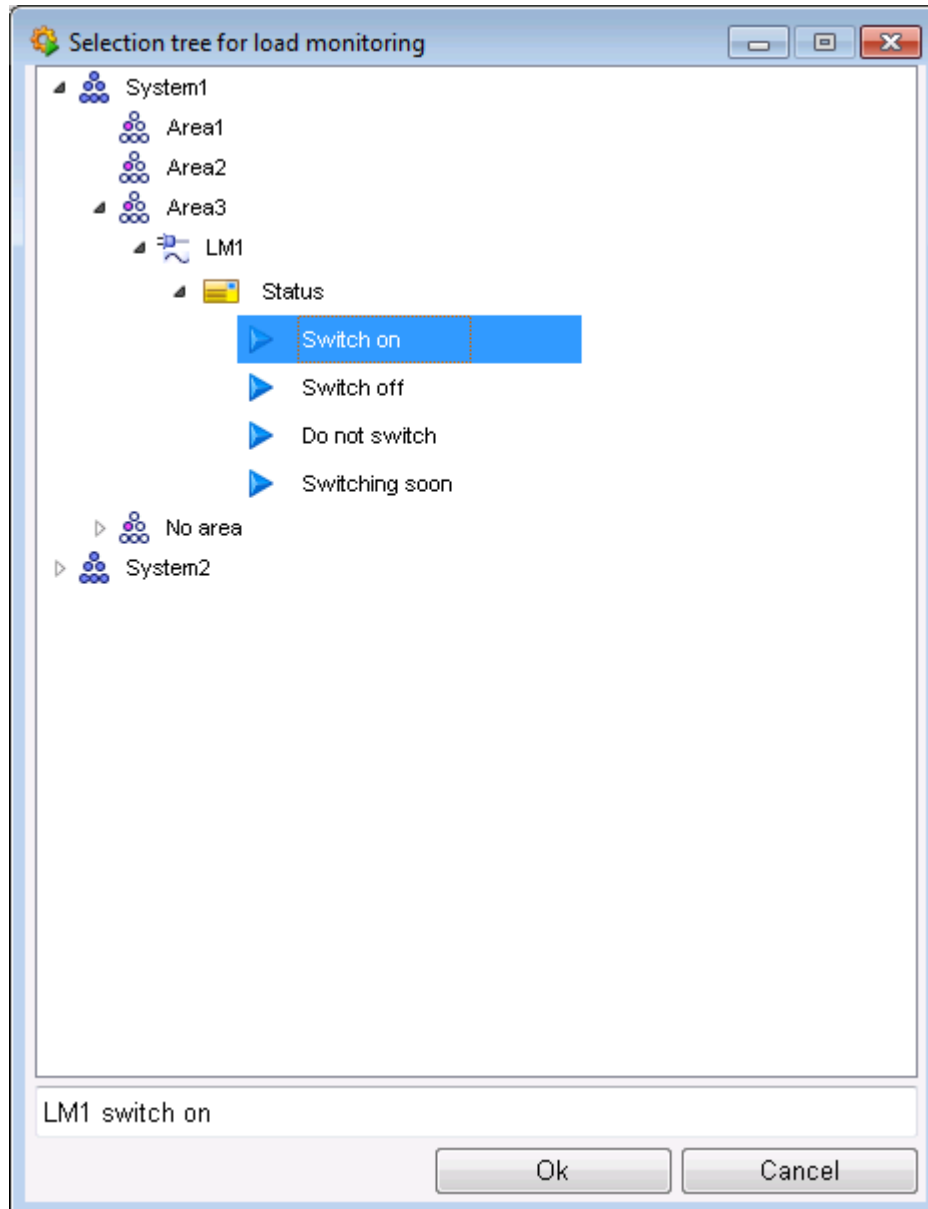 Selection tree for load monitoring
System1
Area1
Area2
Area3
LM1
Status
Switch on
Switch off
Do not switch
Switching soon
No area
System2
LM1 switch on
Ok Cancel